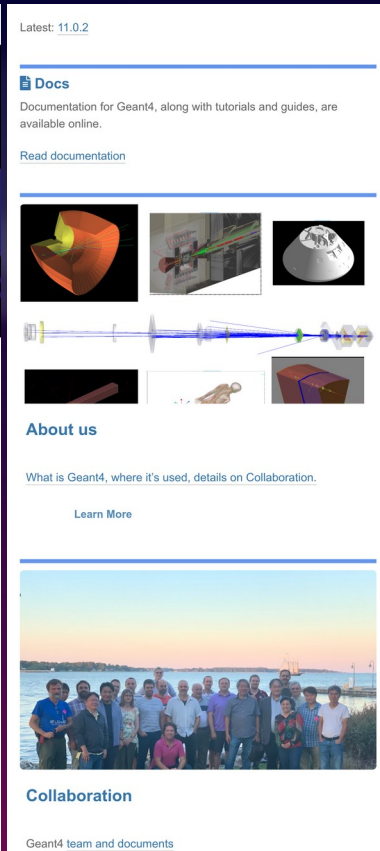 Latest: 11.0.2
Docs
Documentation for Geant4, along with tutorials and guides, are
available online.
Read documentation
About us
What is Geant4, where it's used, details on Collaboration.
Learn More
Collaboration
Geant4 team and documents